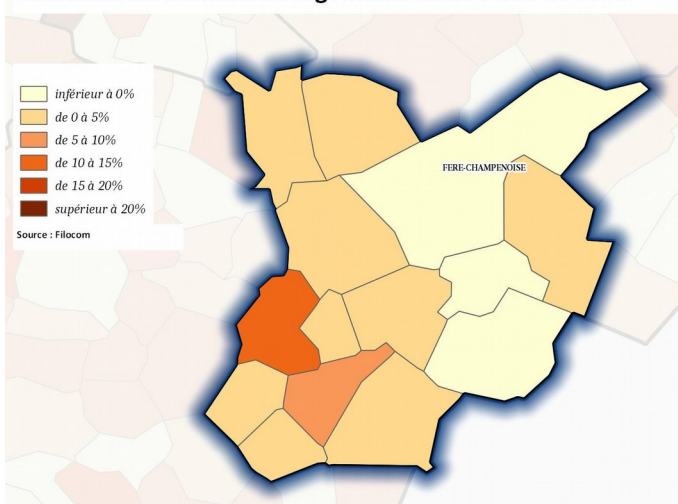 inférieur à 0%
de 0 à 5%
de 5 à 10%
de 10 à 15%
de 15 à 20%
supérieur à 20%
Source : Filocom
FERE-CHAMPENOISE